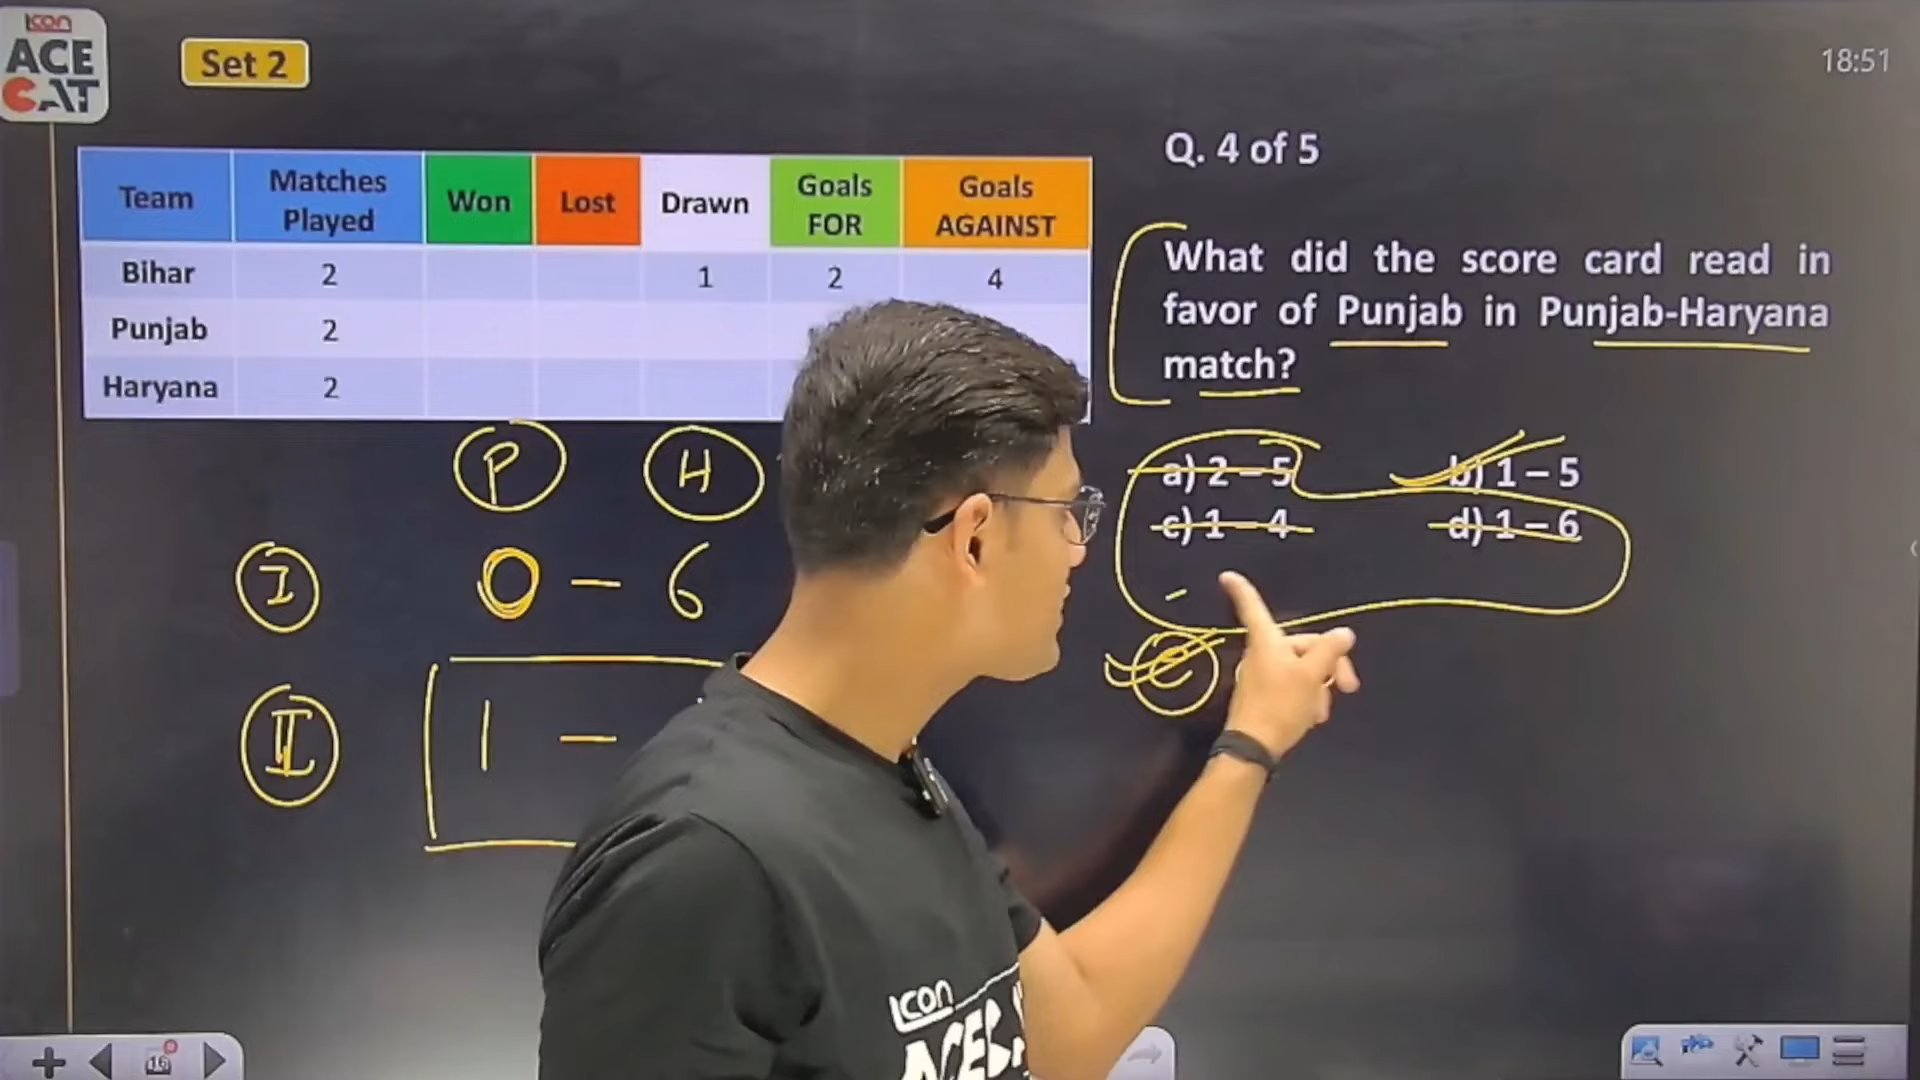 Icon
ACE
CAT
Set 2
18:51
Q. 4 of 5
Team Matches Played Won Lost Drawn Goals FOR Goals AGAINST
Bihar 2 1 2 4
Punjab 2
Haryana 2
What did the score card read in
favor of Punjab in Punjab-Haryana
match?
a) 2 – 5 b) 1 – 5
c) 1 – 4 d) 1 – 6
P H
I 0 – 6
II 1 –
C
Icon
16